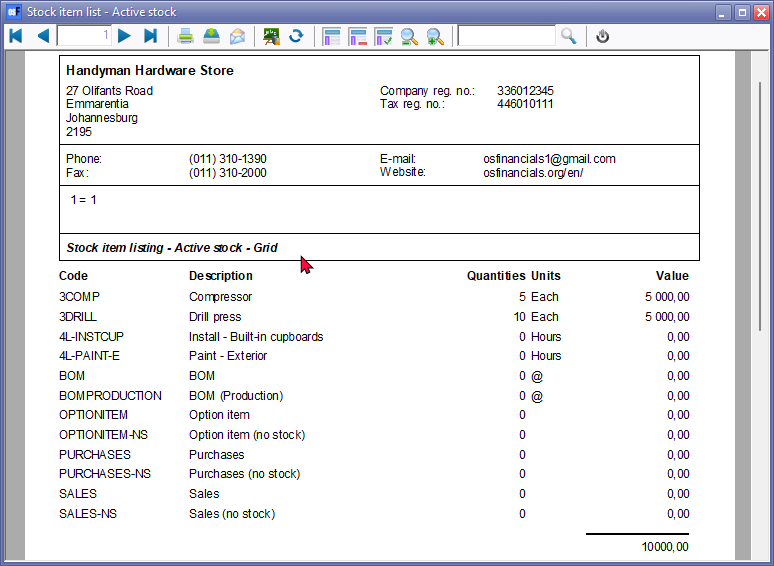 Stock item list - Active stock
1
Handyman Hardware Store
27 Olifants Road Company reg. no.: 336012345
Emmarentia Tax reg. no.: 446010111
Johannesburg
2195
Phone: (011) 310-1390 E-mail: osfinancials1@gmail.com
Fax: (011) 310-2000 Website: osfinancials.org/en/
1 = 1
Stock item listing - Active stock - Grid
Code Description Quantities Units Value
3COMP Compressor 5 Each 5 000,00
3DRILL Drill press 10 Each 5 000,00
4L-INSTCUP Install - Built-in cupboards 0 Hours 0,00
4L-PAINT-E Paint - Exterior 0 Hours 0,00
BOM BOM 0 @ 0,00
BOMPRODUCTION BOM (Production) 0 @ 0,00
OPTIONITEM Option item 0 0,00
OPTIONITEM-NS Option item (no stock) 0 0,00
PURCHASES Purchases 0 0,00
PURCHASES-NS Purchases (no stock) 0 0,00
SALES Sales 0 0,00
SALES-NS Sales (no stock) 0 0,00
10000,00